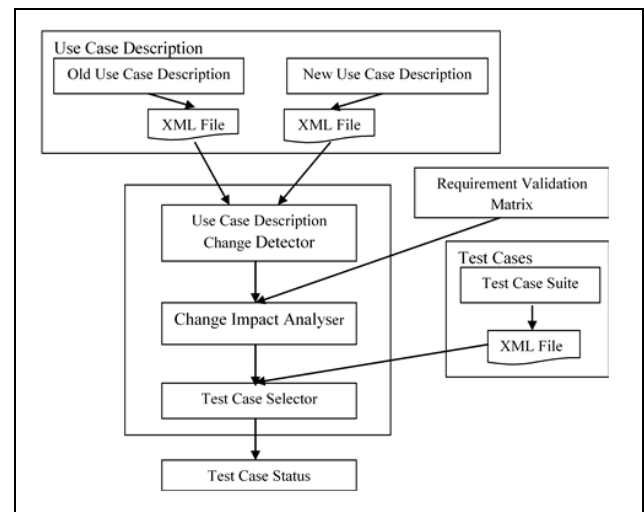 Use Case Description
Old Use Case Description
New Use Case Description
XML File
XML File
Requirement Validation
Matrix
Use Case Description
Change Detector
Test Cases
Test Case Suite
Change Impact Analyser
XML File
Test Case Selector
Test Case Status